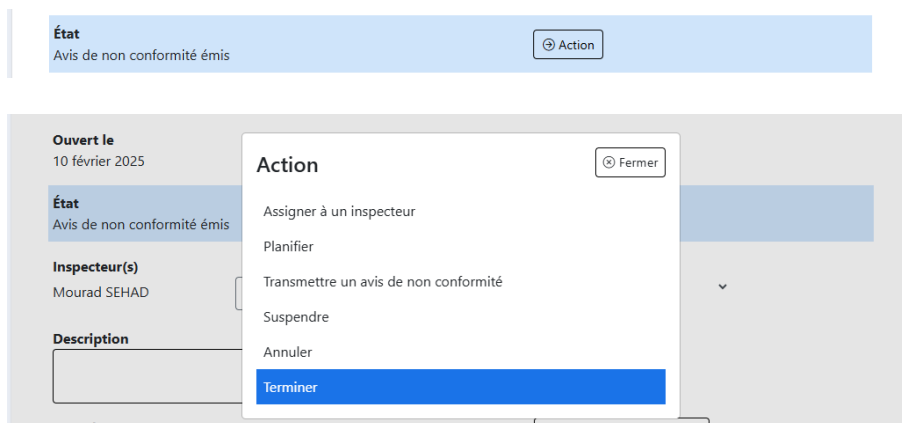 État
Avis de non conformité émis
Action
Ouvert le
10 février 2025
Action
Fermer
État
Avis de non conformité émis
Assigner à un inspecteur
Planifier
Inspecteur(s)
Mourad SEHAD
Transmettre un avis de non conformité
Suspendre
Description
Annuler
Terminer